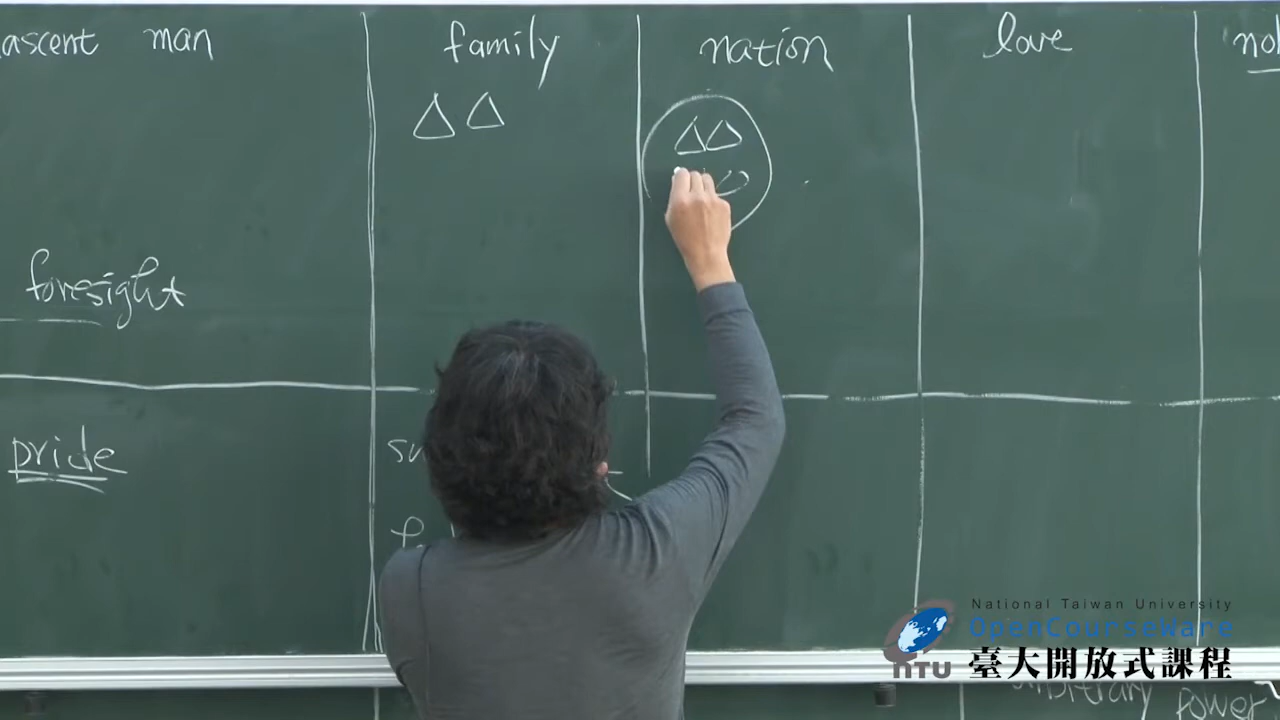 ascent man
family
nation
love
foresight
pride
National Taiwan University
OpenCourseWare
NTU
臺大開放式課程
arbitrary power